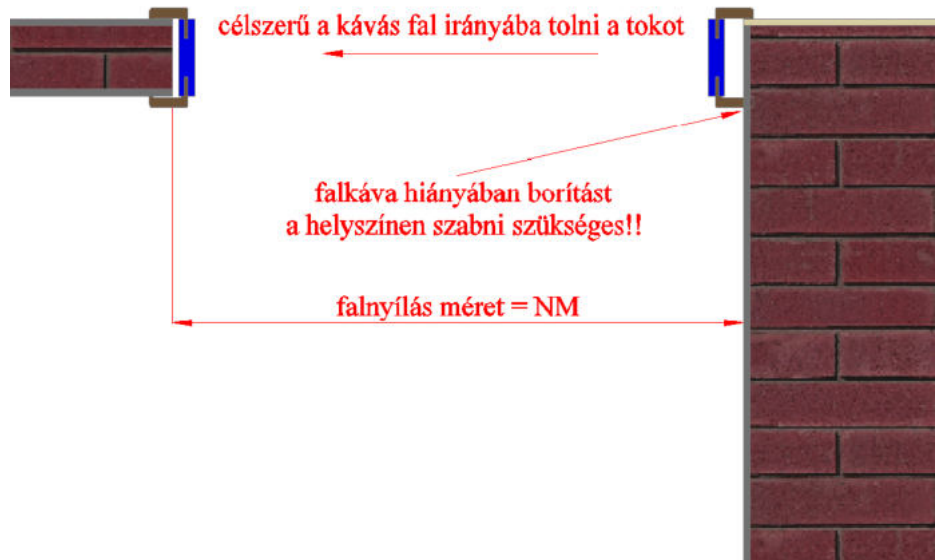 célszerű a kávás fal irányába tolni a tokot
falkáva hiányában borítást
a helyszínen szabni szükséges!!
falnyílás méret = NM